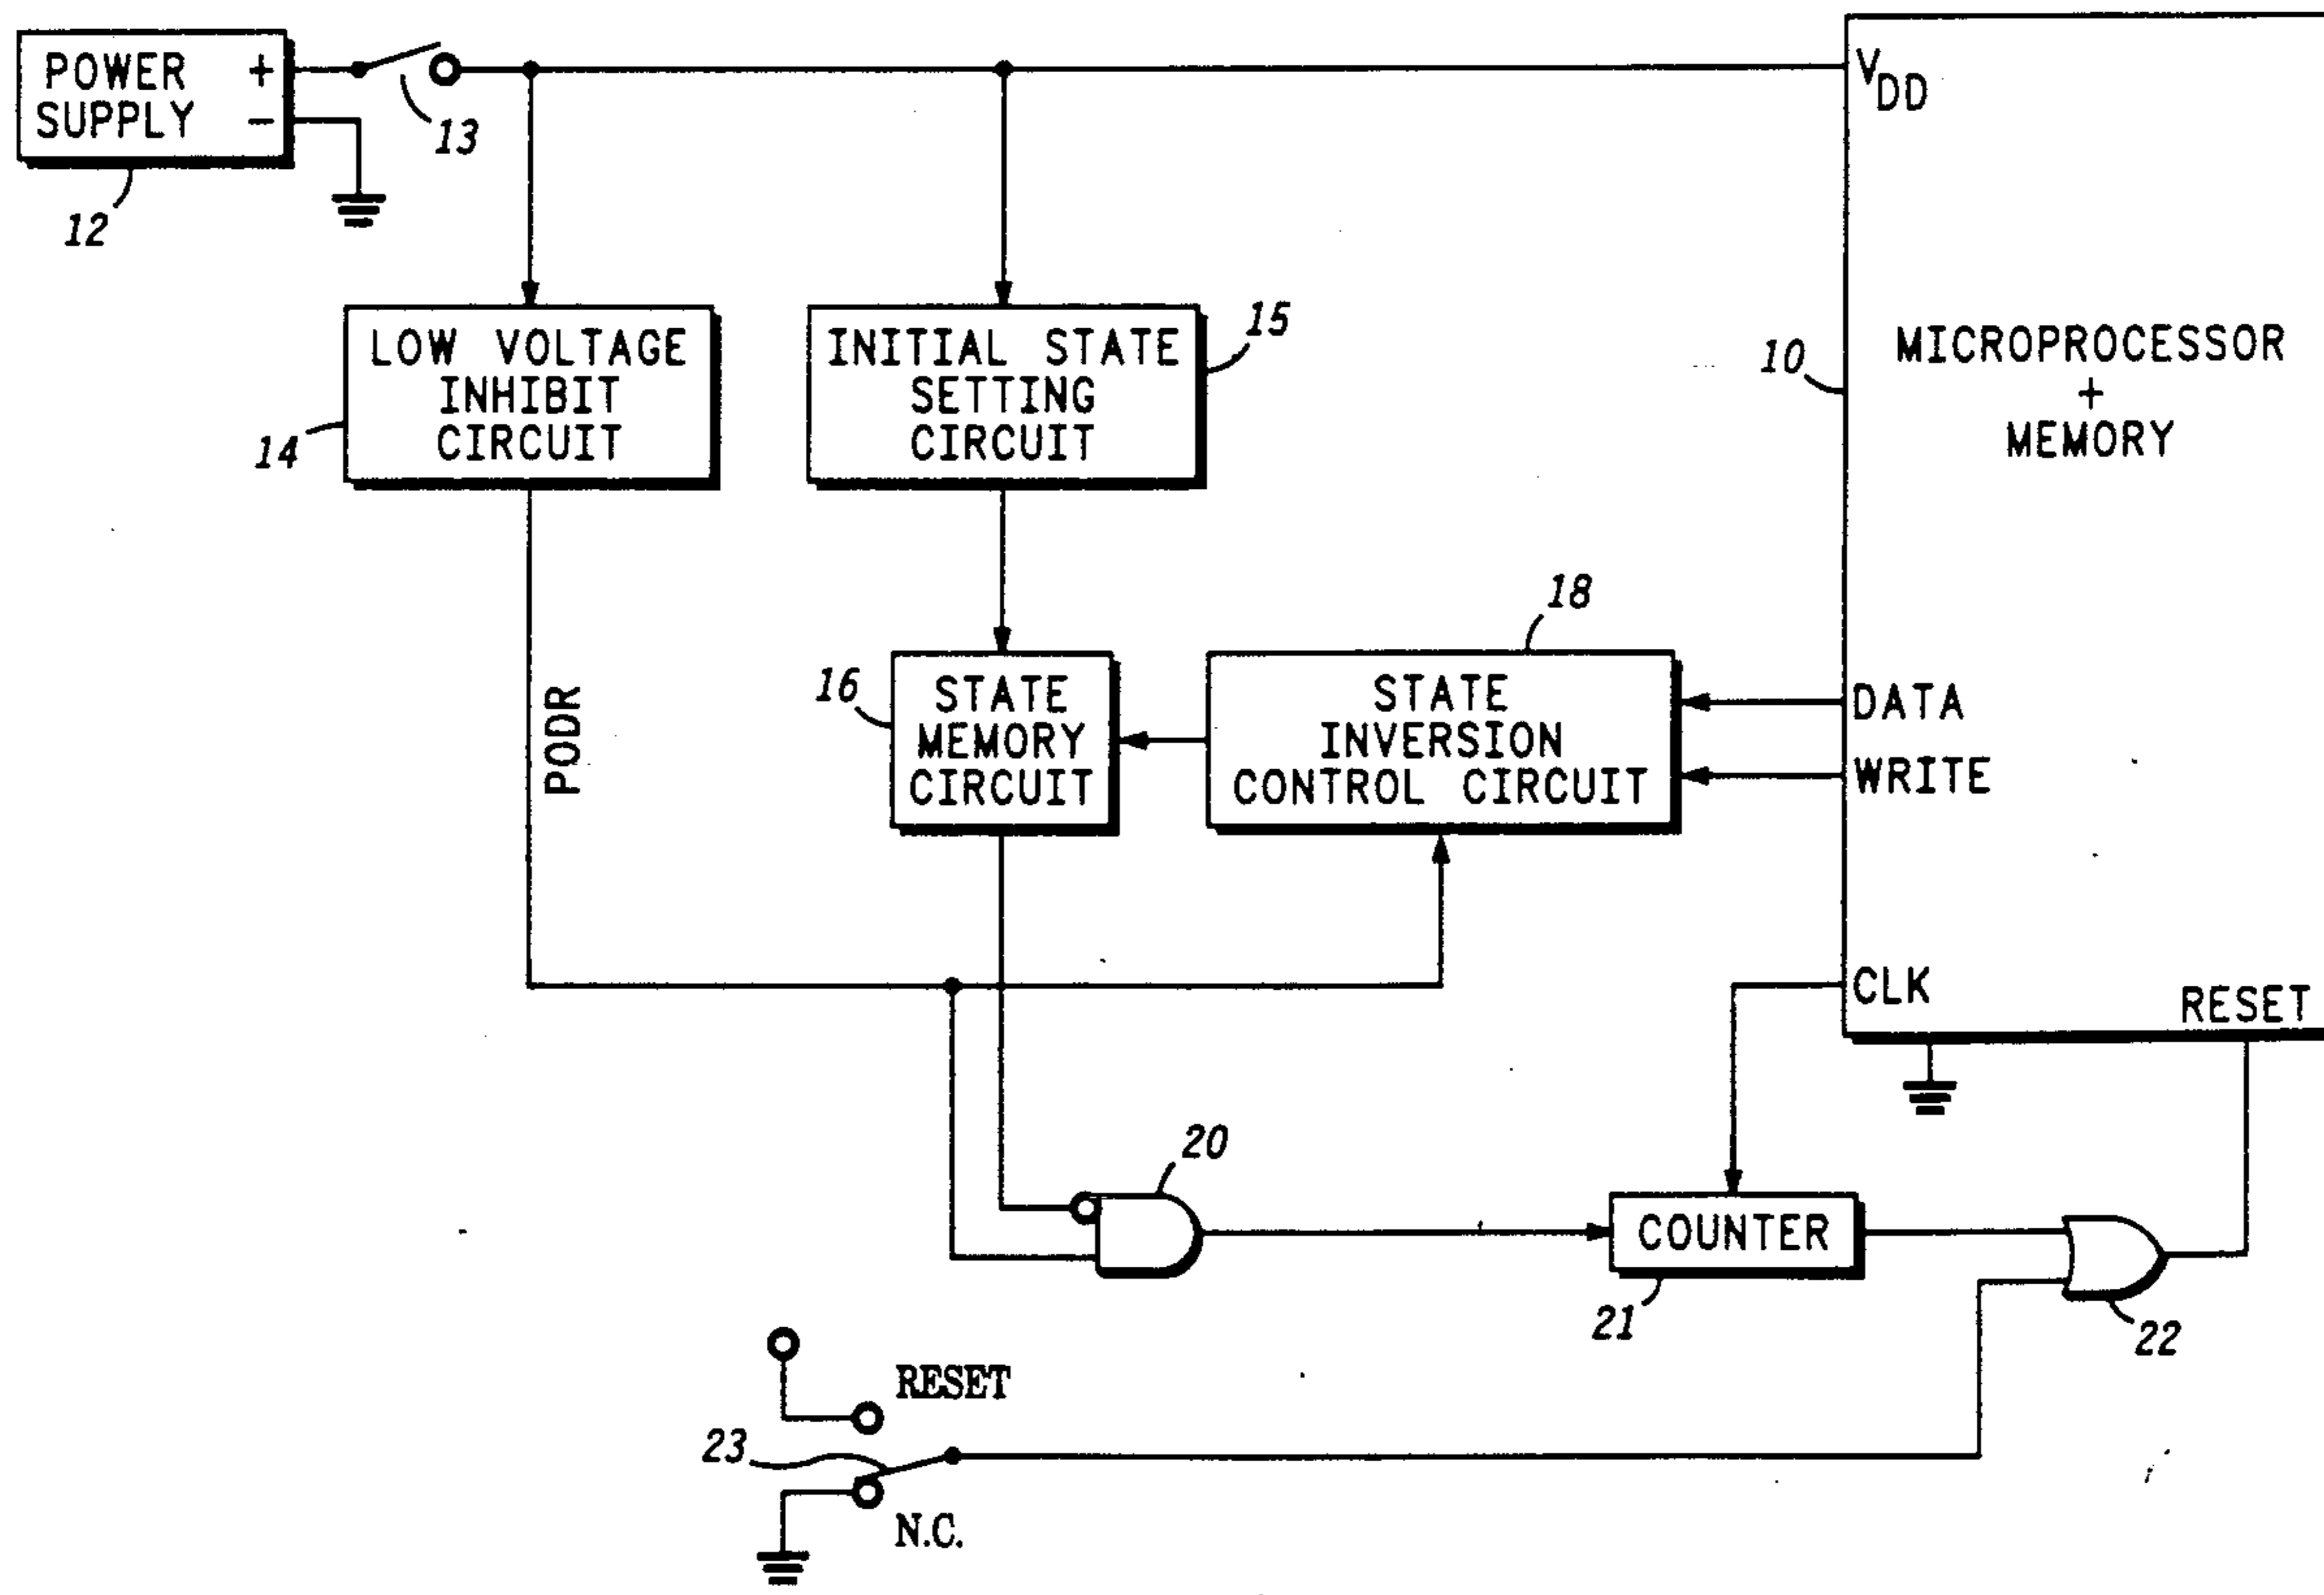 POWER +
SUPPLY −
12
13
V DD
LOW VOLTAGE
INHIBIT
CIRCUIT
14
INITIAL STATE
SETTING
CIRCUIT
15
10
MICROPROCESSOR
+
MEMORY
PODR
16
STATE
MEMORY
CIRCUIT
18
STATE
INVERSION
CONTROL CIRCUIT
DATA
WRITE
CLK
RESET
20
COUNTER
21
22
RESET
23
N.C.